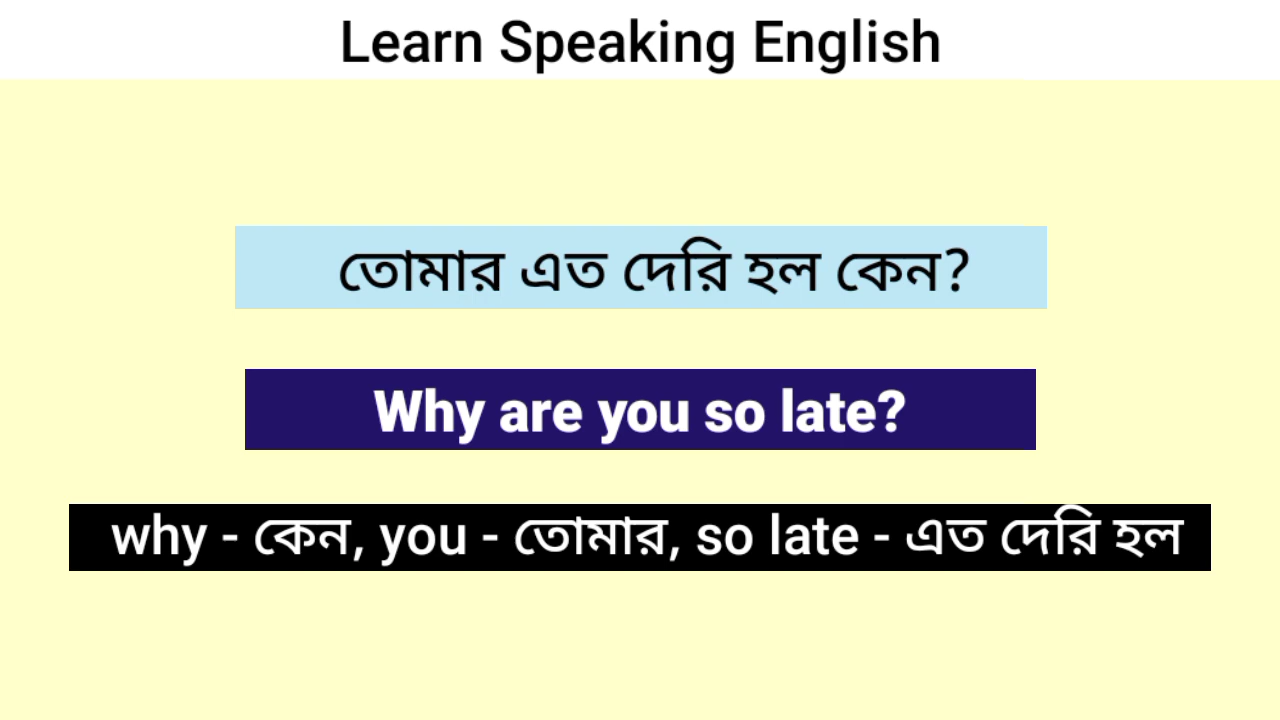 Learn Speaking English
তোমার এত দেরি হল কেন?
Why are you so late?
why - কেন, you - তোমার, so late - এত দেরি হল